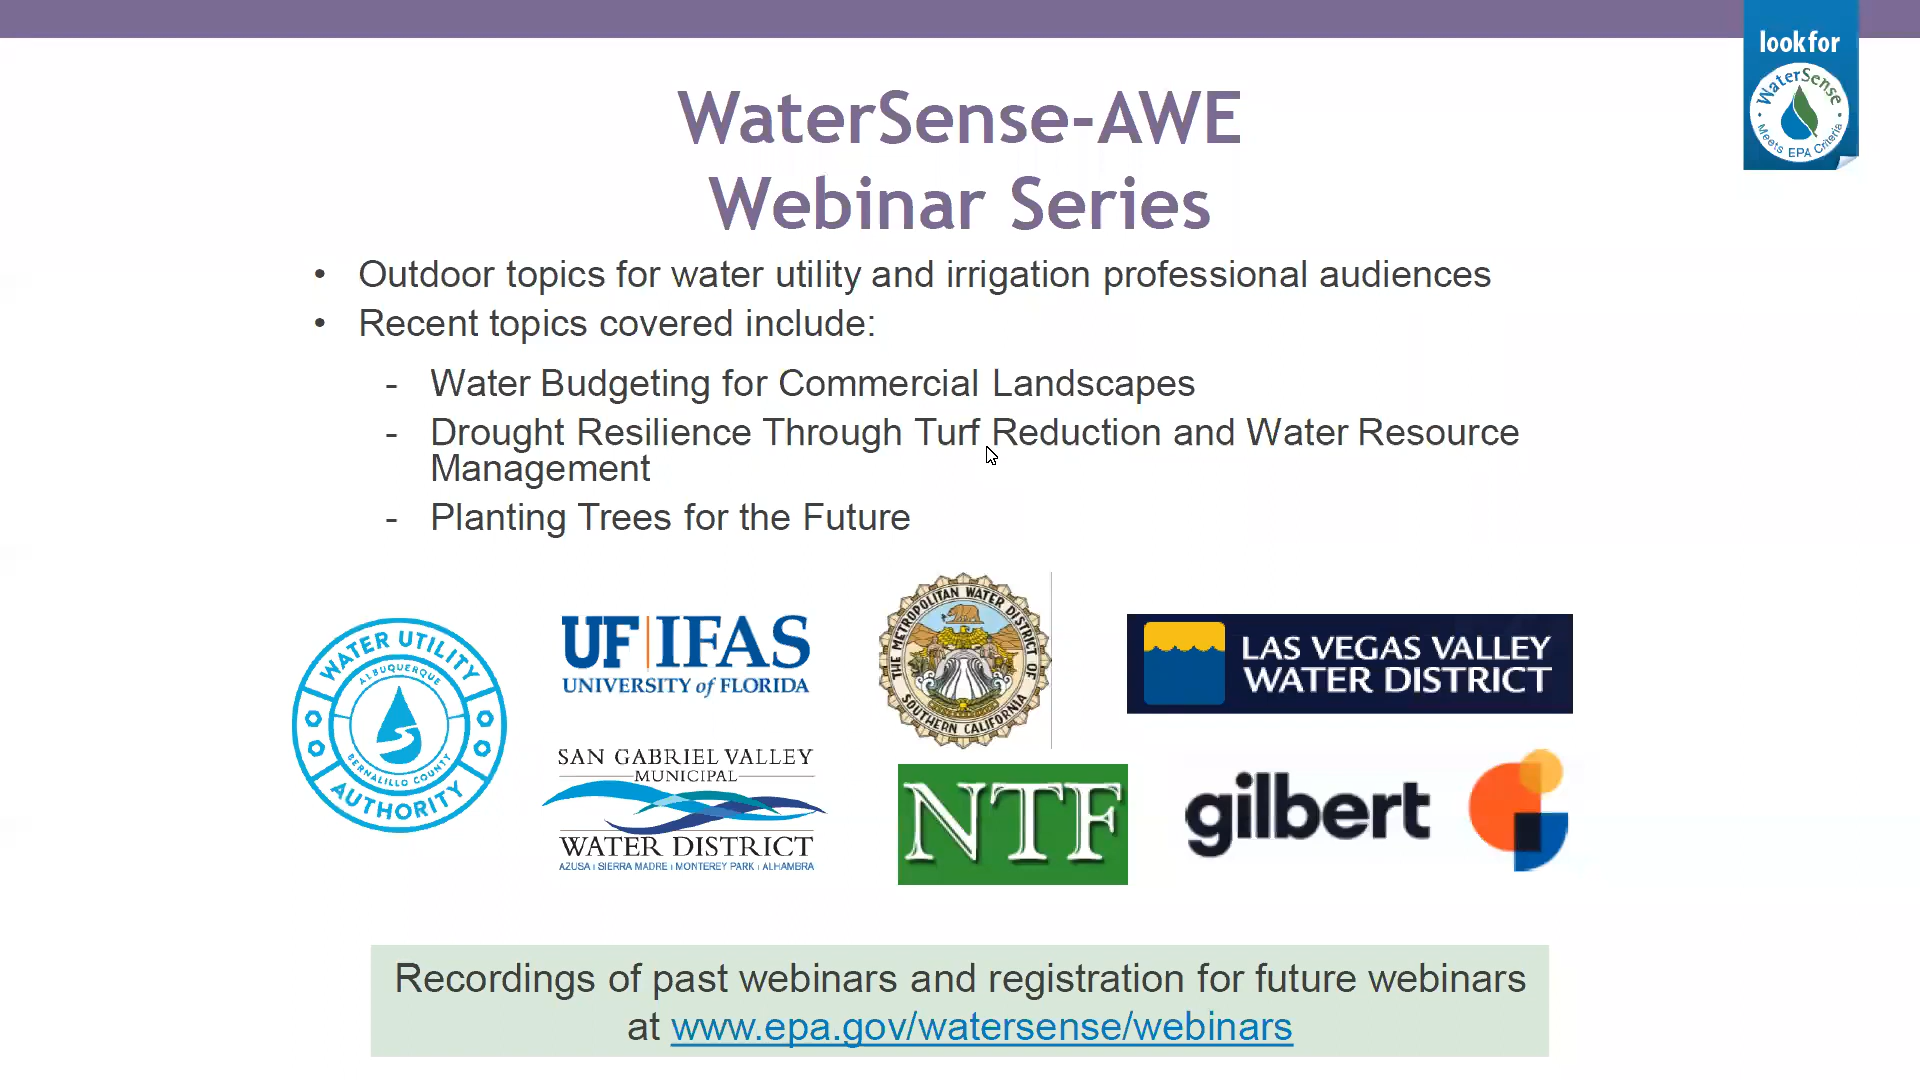 look for
WaterSense
Meets EPA Criteria
WaterSense-AWE
Webinar Series
• Outdoor topics for water utility and irrigation professional audiences
• Recent topics covered include:
- Water Budgeting for Commercial Landscapes
- Drought Resilience Through Turf Reduction and Water Resource
Management
- Planting Trees for the Future
WATER UTILITY
ALBUQUERQUE
BERNALILLO COUNTY
AUTHORITY
UF|IFAS
UNIVERSITY of FLORIDA
THE METROPOLITAN WATER DISTRICT OF
SOUTHERN CALIFORNIA
LAS VEGAS VALLEY
WATER DISTRICT
SAN GABRIEL VALLEY
MUNICIPAL
WATER DISTRICT
AZUSA | SIERRA MADRE | MONTEREY PARK | ALHAMBRA
NTF
gilbert
Recordings of past webinars and registration for future webinars
at www.epa.gov/watersense/webinars